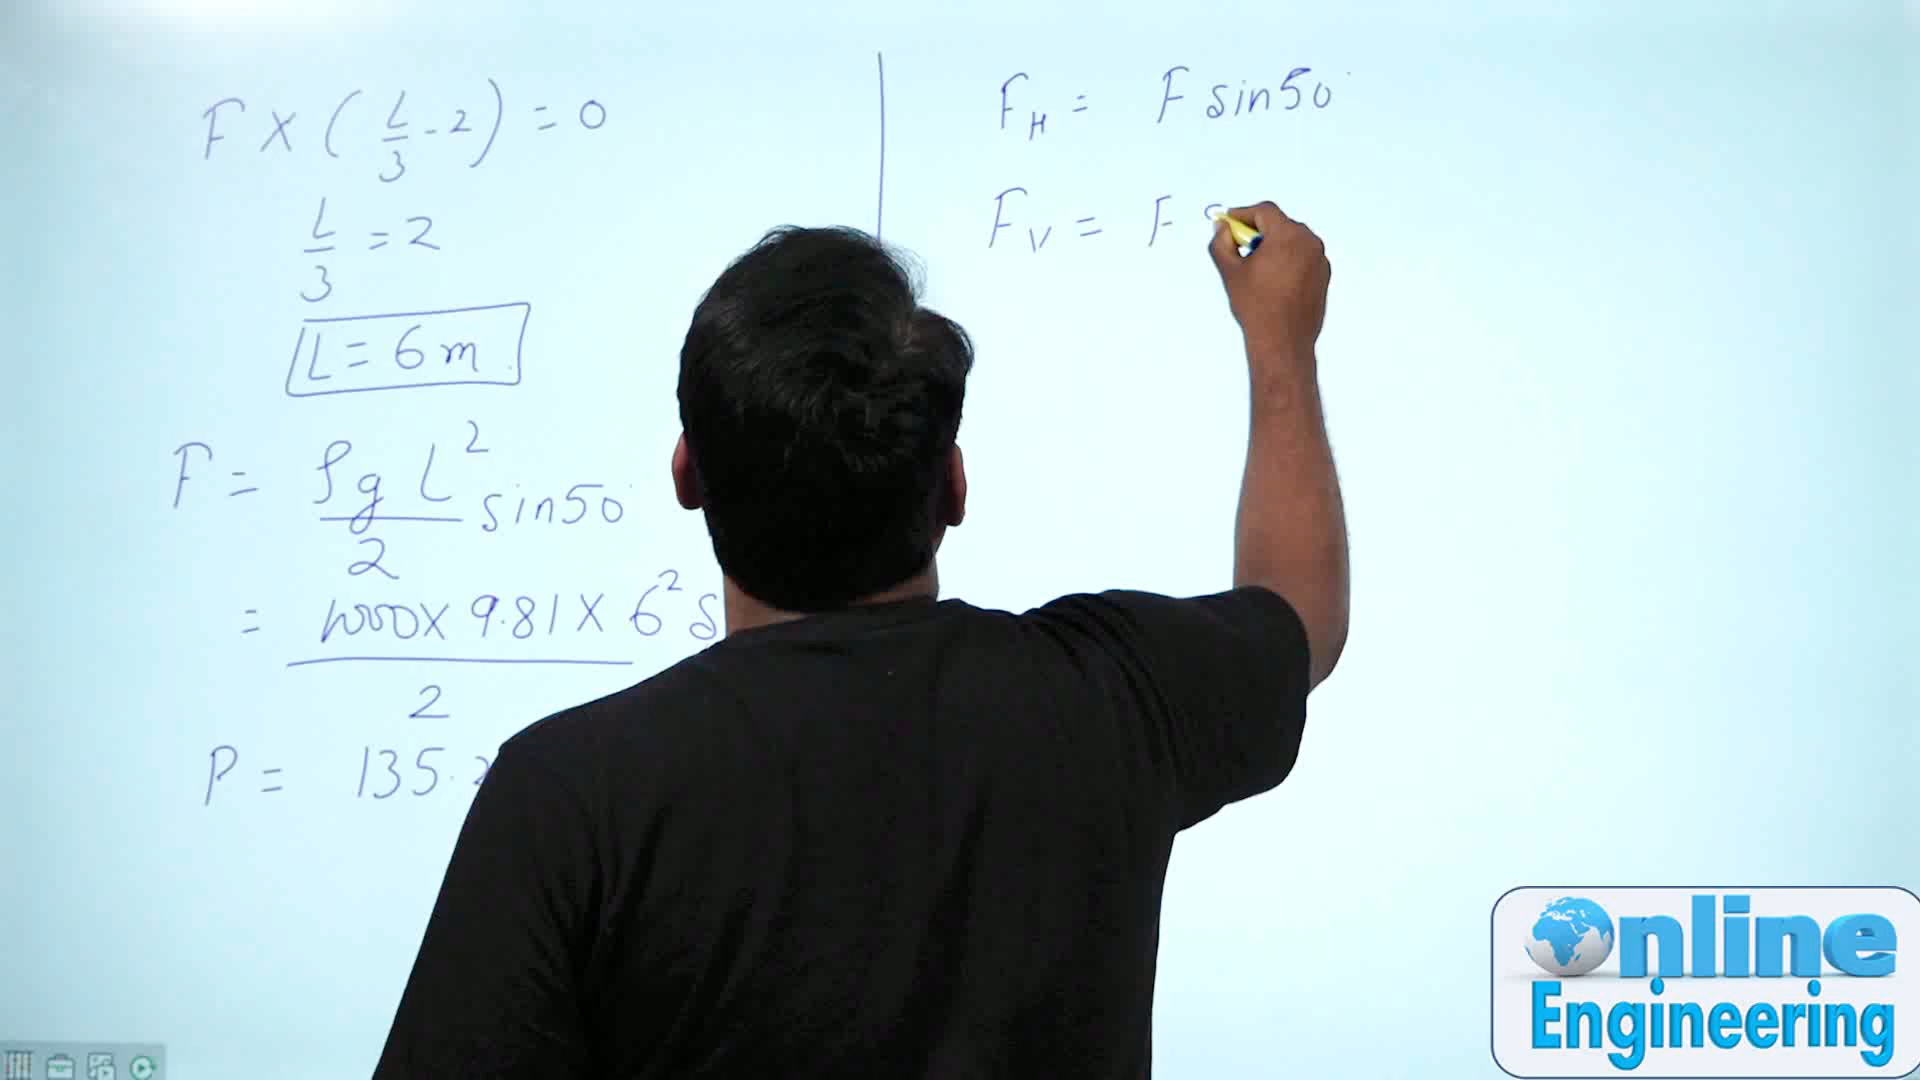 F X (L/3 - 2) = 0
L/3 = 2
L = 6 m
F = ρg L²/2 sin50
= 1000 X 9.81 X 6² s/2
P = 135.2
F_H = F sin50
F_V = F s
Online
Engineering